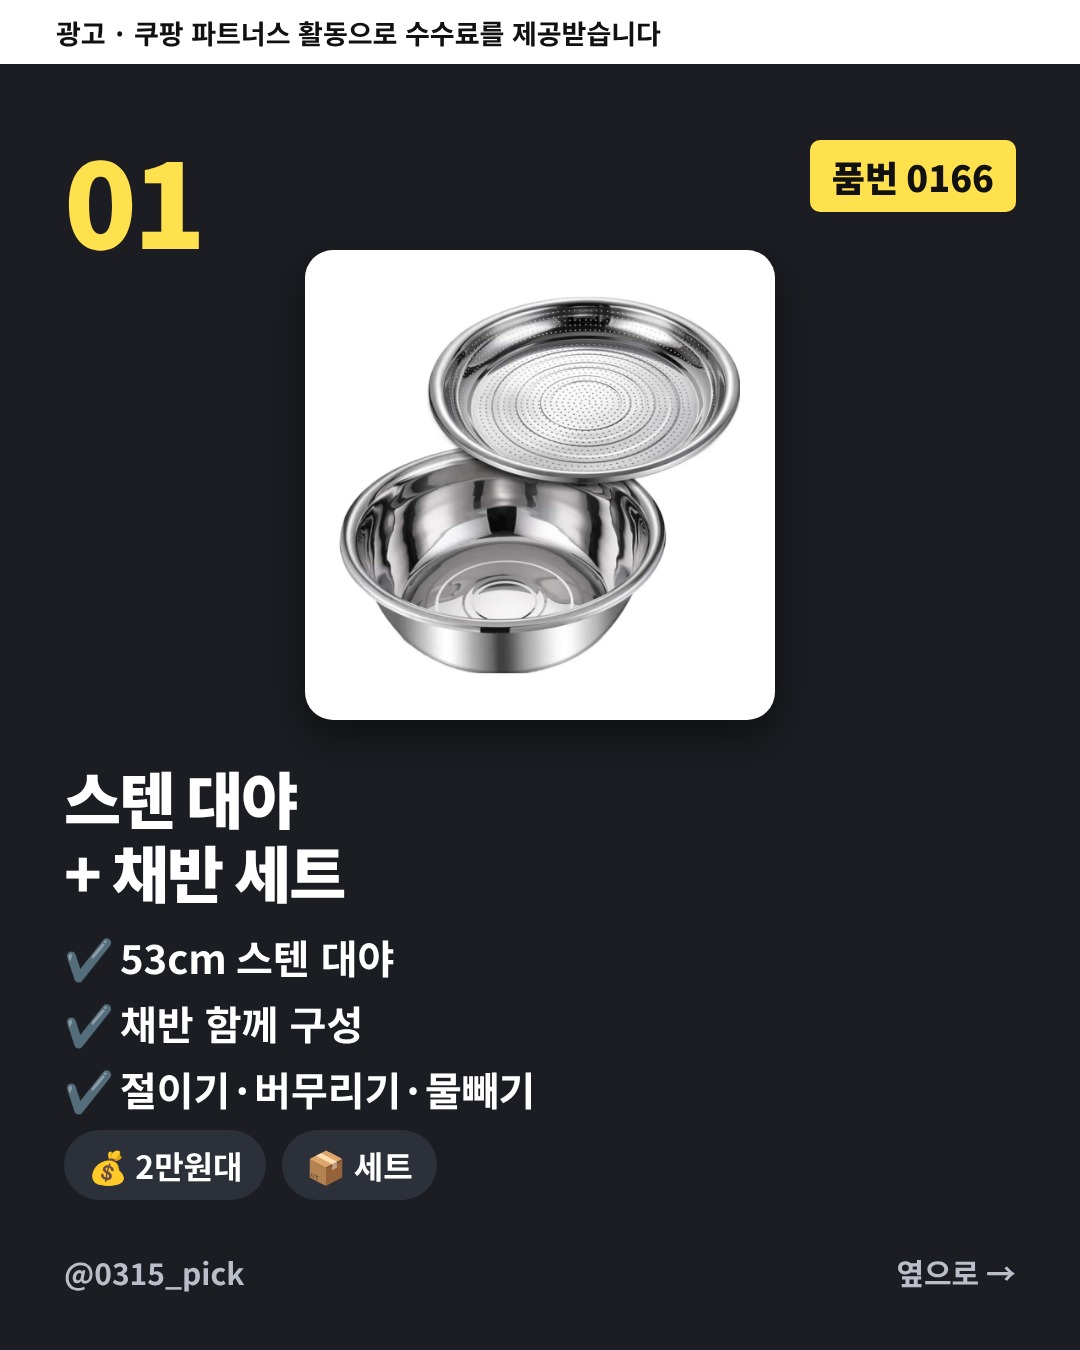 광고 · 쿠팡 파트너스 활동으로 수수료를 제공받습니다
01
품번 0166
스텐 대야
+ 채반 세트
✔️ 53cm 스텐 대야
✔️ 채반 함께 구성
✔️ 절이기·버무리기·물빼기
💰 2만원대
📦 세트
@0315_pick
옆으로 →